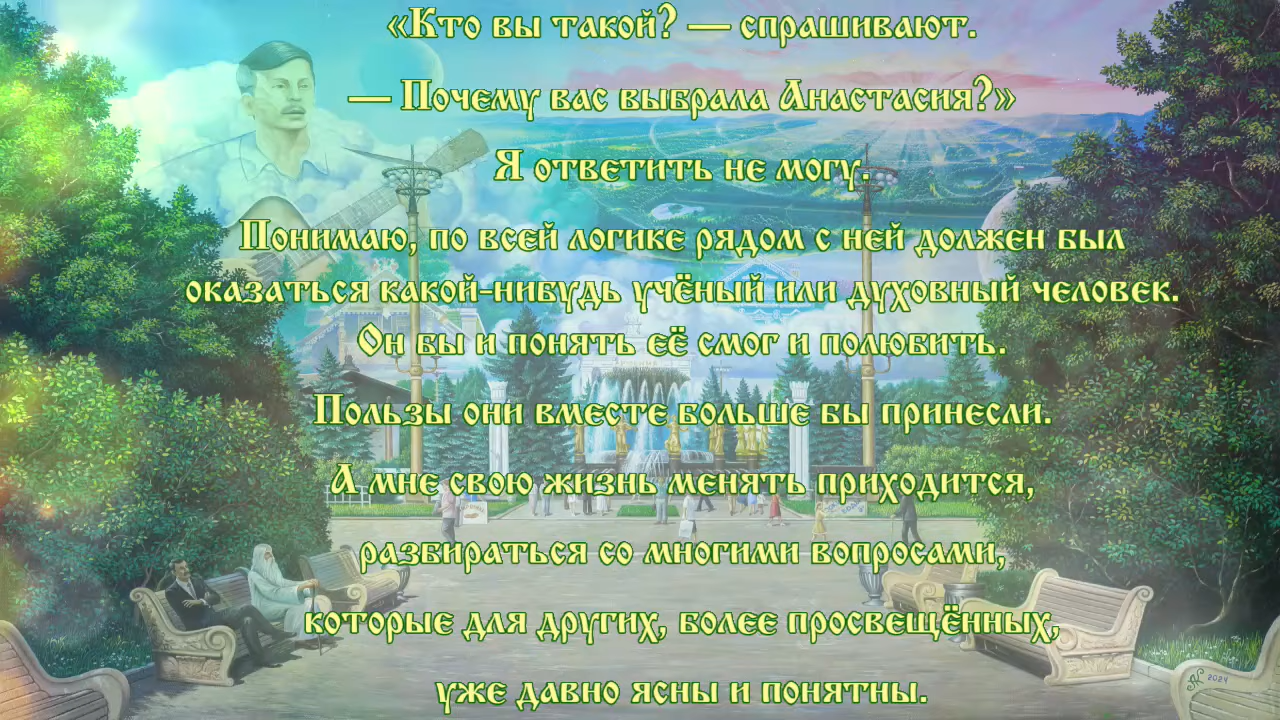 «Кто вы такой? — спрашивают.
— Почему вас выбрала Анастасия?»
Я ответить не могу.
Понимаю, по всей логике рядом с ней должен был
оказаться какой-нибудь учёный или духовный человек.
Он бы и понять её смог и полюбить.
Пользы они вместе больше бы принесли.
А мне свою жизнь менять приходится,
разбираться со многими вопросами,
которые для других, более просвещённых,
уже давно ясны и понятны.
2024